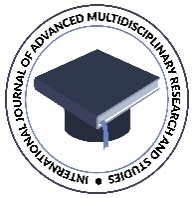 INTERNATIONAL JOURNAL OF ADVANCED MULTIDISCIPLINARY RESEARCH AND STUDIES